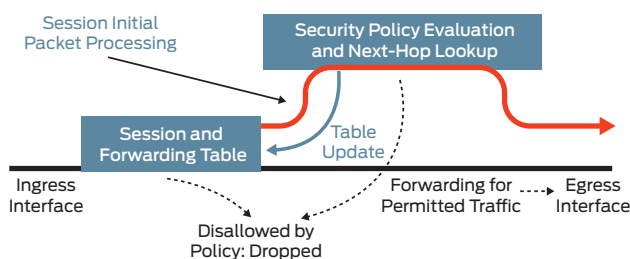 Session Initial
Packet Processing
Security Policy Evaluation
and Next-Hop Lookup
Session and
Forwarding Table
Table
Update
Ingress
Interface
Forwarding for
Permitted Traffic
Egress
Interface
Disallowed by
Policy: Dropped